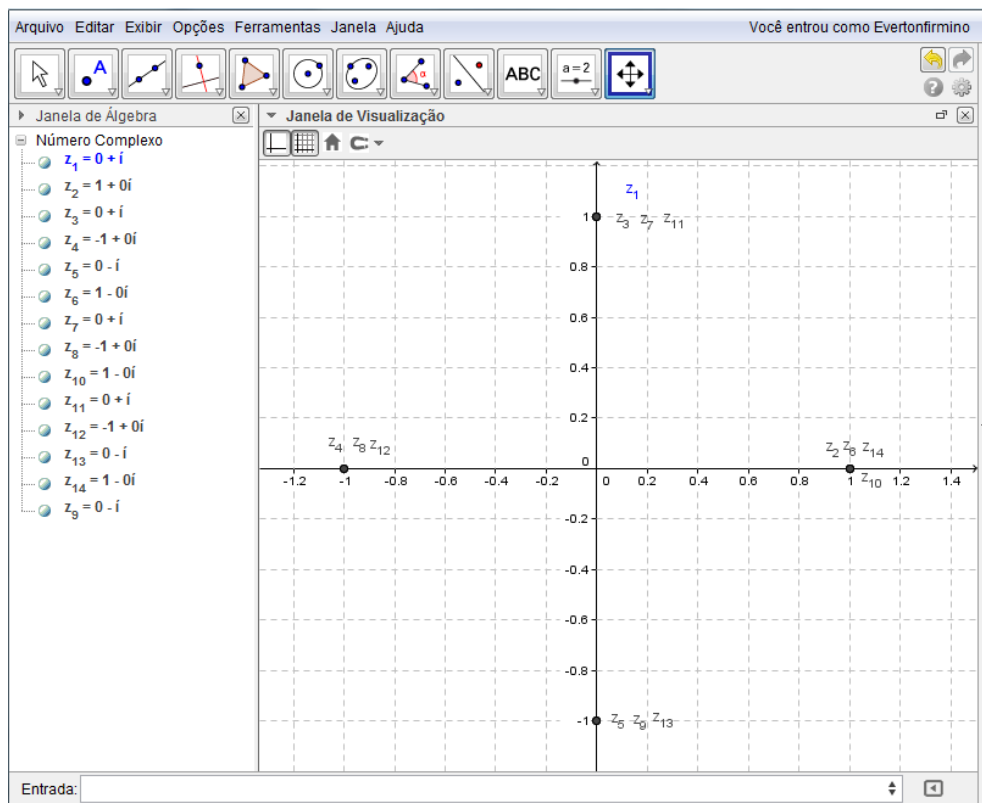 Arquivo Editar Exibir Opções Ferramentas Janela Ajuda
Você entrou como Evertonfirmino
A
α
ABC
a=2
Janela de Álgebra
Janela de Visualização
Número Complexo
z1 = 0 + í
z2 = 1 + 0í
z3 = 0 + í
z4 = -1 + 0í
z5 = 0 - í
z6 = 1 - 0í
z7 = 0 + í
z8 = -1 + 0í
z10 = 1 - 0í
z11 = 0 + í
z12 = -1 + 0í
z13 = 0 - í
z14 = 1 - 0í
z9 = 0 - í
z1
1
z3 z7 z11
0.8
0.6
0.4
0.2
z4 z8 z12
z2 z6 z14
0
-1.2 -1 -0.8 -0.6 -0.4 -0.2 0 0.2 0.4 0.6 0.8 1 1.2 1.4
z10
-0.2
-0.4
-0.6
-0.8
-1
z5 z9 z13
Entrada: